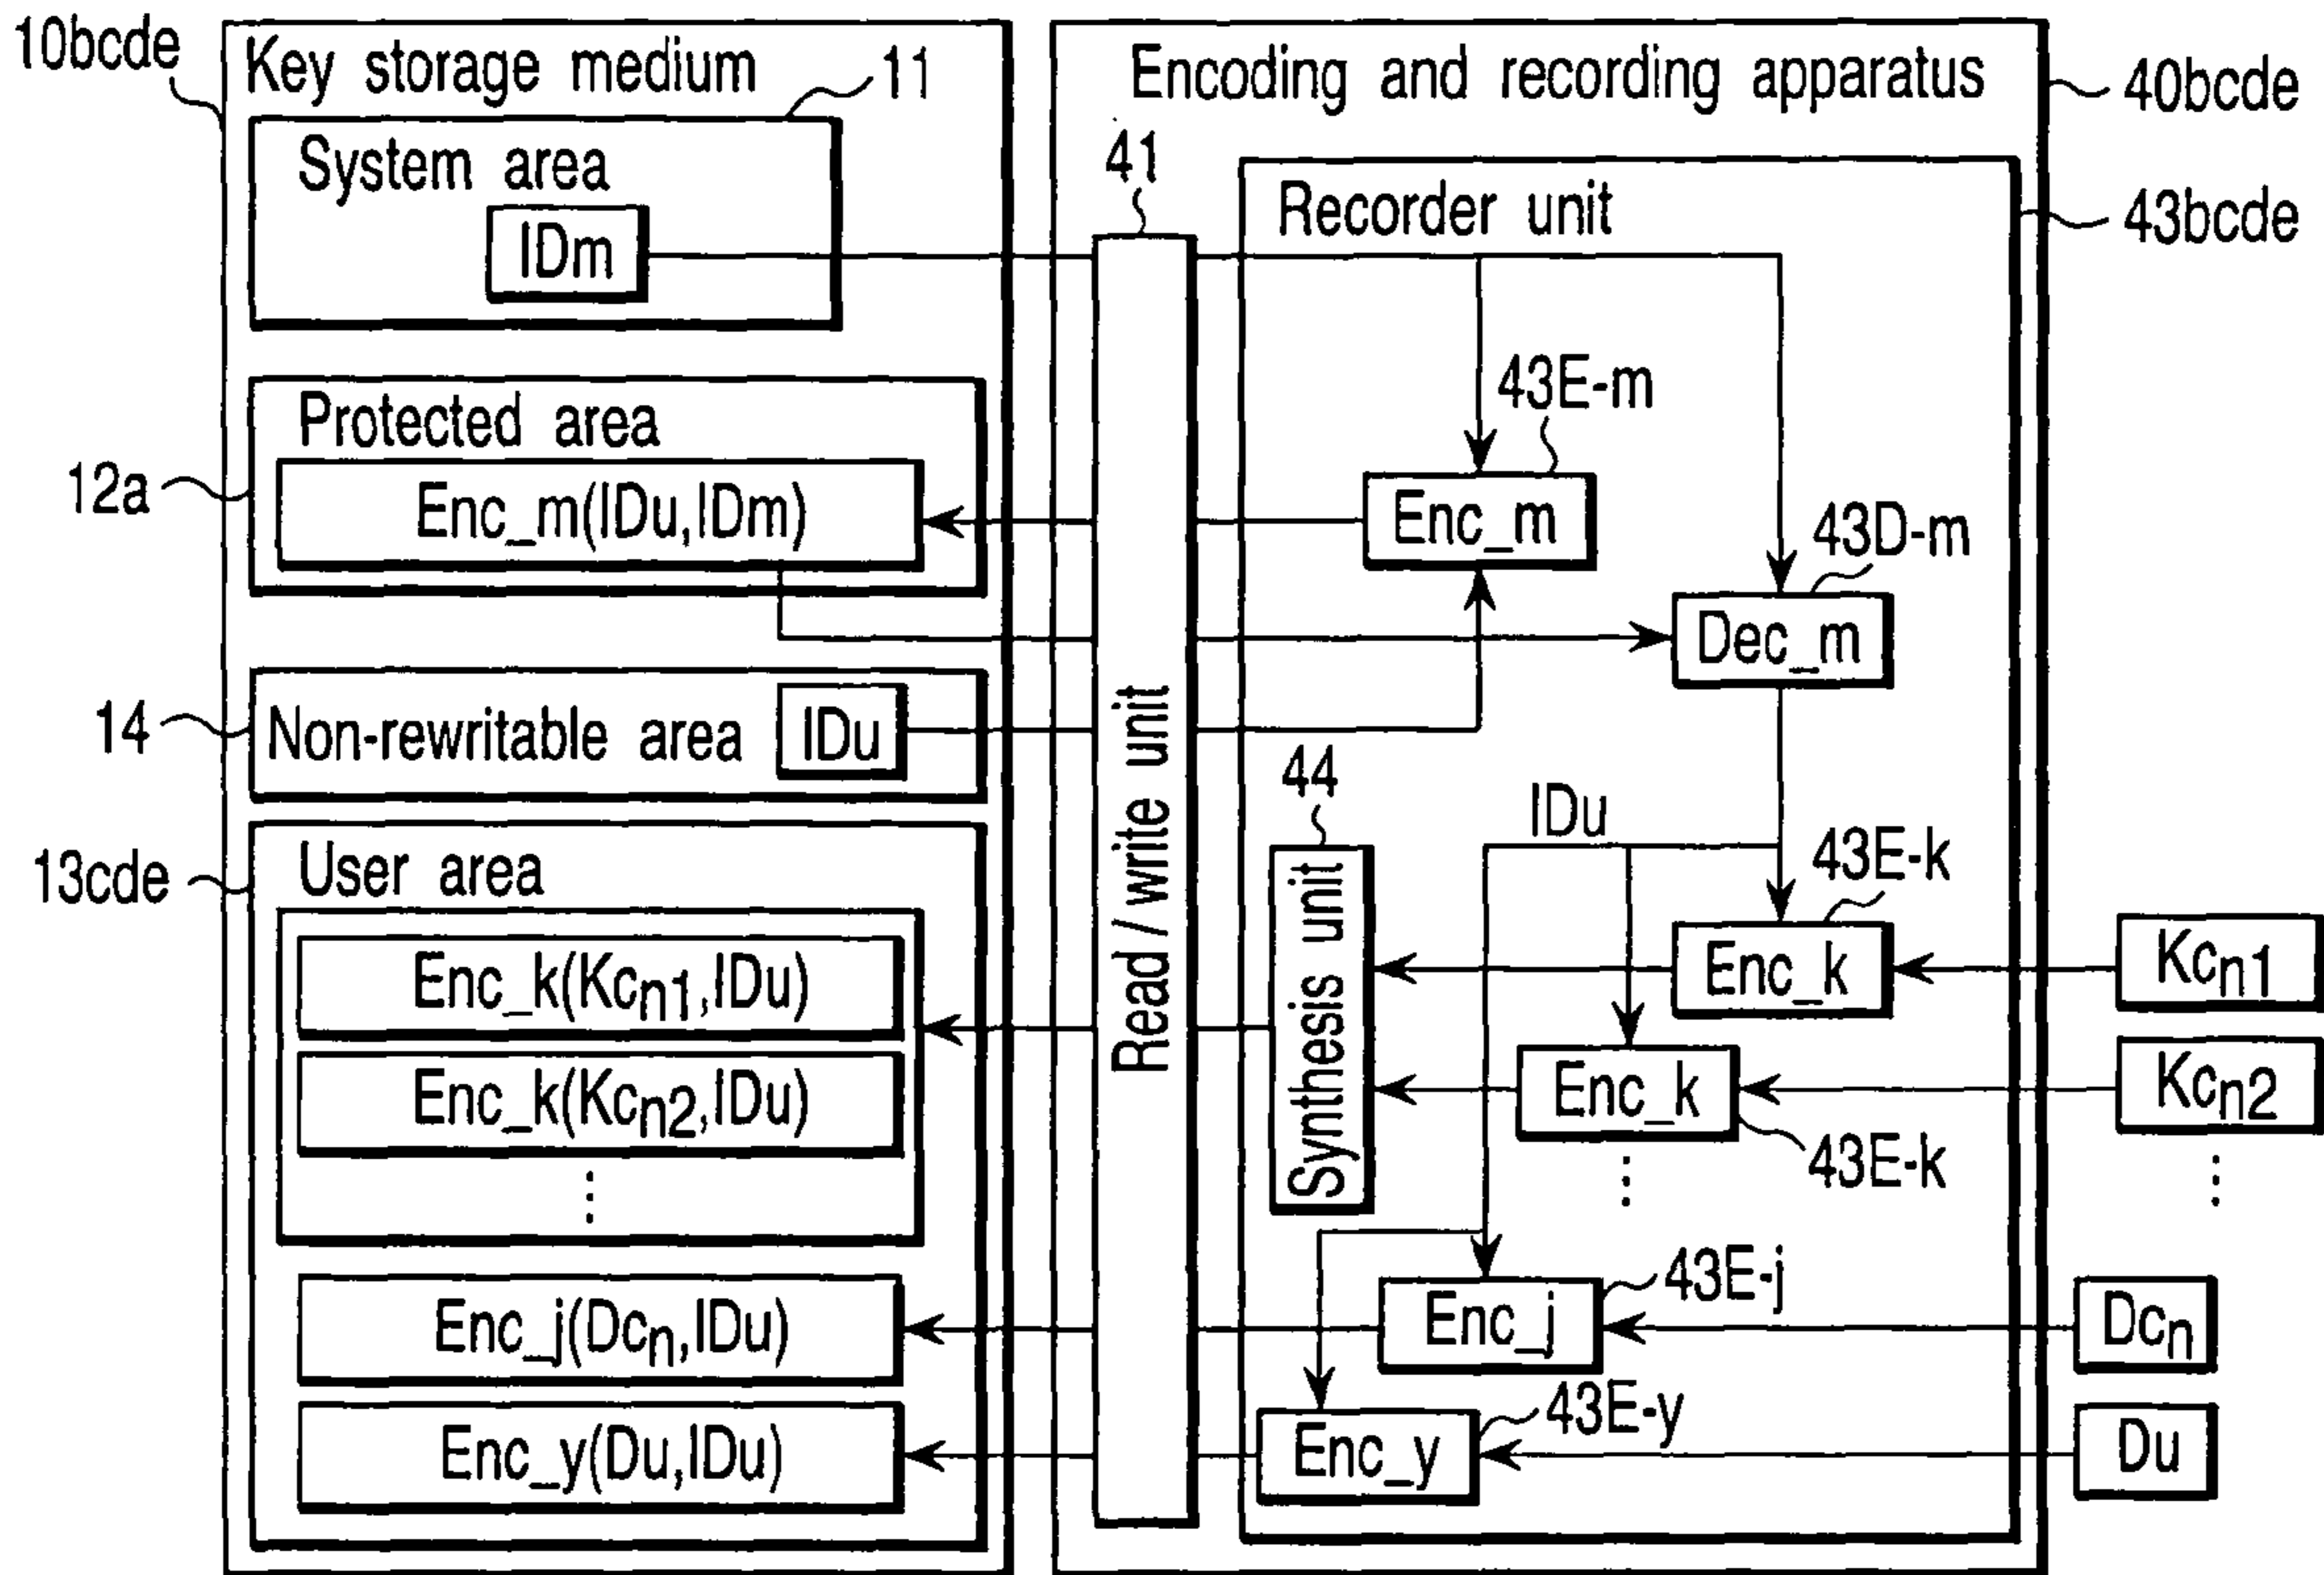 10bcde
Key storage medium
11
System area
IDm
Protected area
12a
Enc_m(IDu,IDm)
14
Non-rewritable area
IDu
13cde
User area
Enc_k(Kcn1,IDu)
Enc_k(Kcn2,IDu)
⋮
Enc_j(Dcn,IDu)
Enc_y(Du,IDu)
Encoding and recording apparatus
40bcde
41
Read / write unit
Recorder unit
43bcde
43E-m
Enc_m
43D-m
Dec_m
44
Synthesis unit
IDu
43E-k
Enc_k
Kcn1
Enc_k
Kcn2
43E-k
⋮
⋮
43E-j
Enc_j
Dcn
43E-y
Enc_y
Du